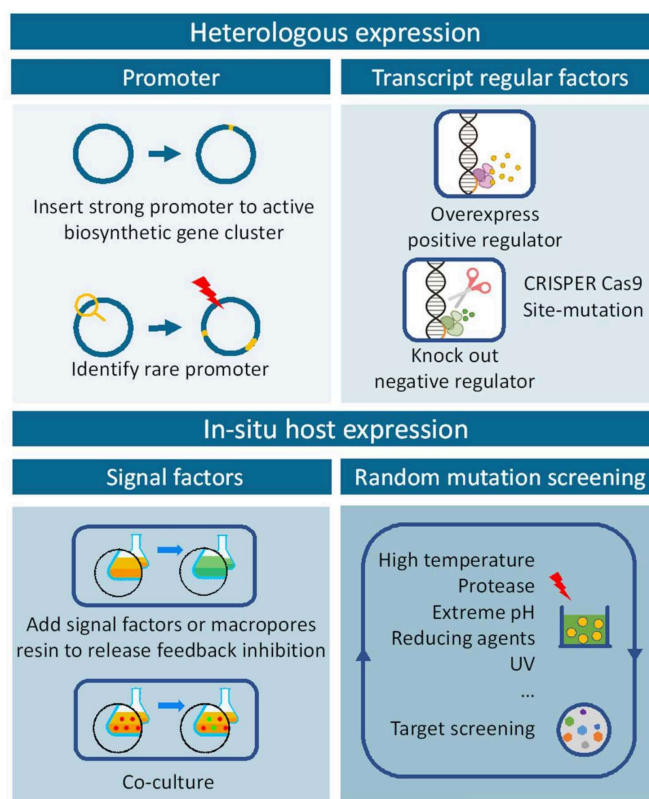 Heterologous expression
Promoter
Insert strong promoter to active
biosynthetic gene cluster
Identify rare promoter
Transcript regular factors
Overexpress
positive regulator
CRISPER Cas9
Site-mutation
Knock out
negative regulator
In-situ host expression
Signal factors
Add signal factors or macropores
resin to release feedback inhibition
Co-culture
Random mutation screening
High temperature
Protease
Extreme pH
Reducing agents
UV
...
Target screening